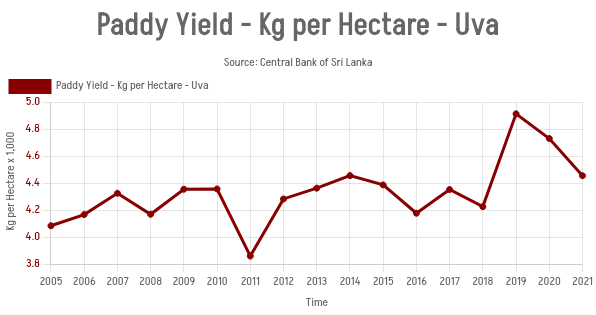 Paddy Yield - Kg per Hectare - Uva
Source: Central Bank of Sri Lanka
Paddy Yield - Kg per Hectare - Uva
5.0
4.8
4.6
4.4
4.2
4.0
3.8
Kg per Hectare x 1,000
2005 2006 2007 2008 2009 2010 2011 2012 2013 2014 2015 2016 2017 2018 2019 2020 2021
Time